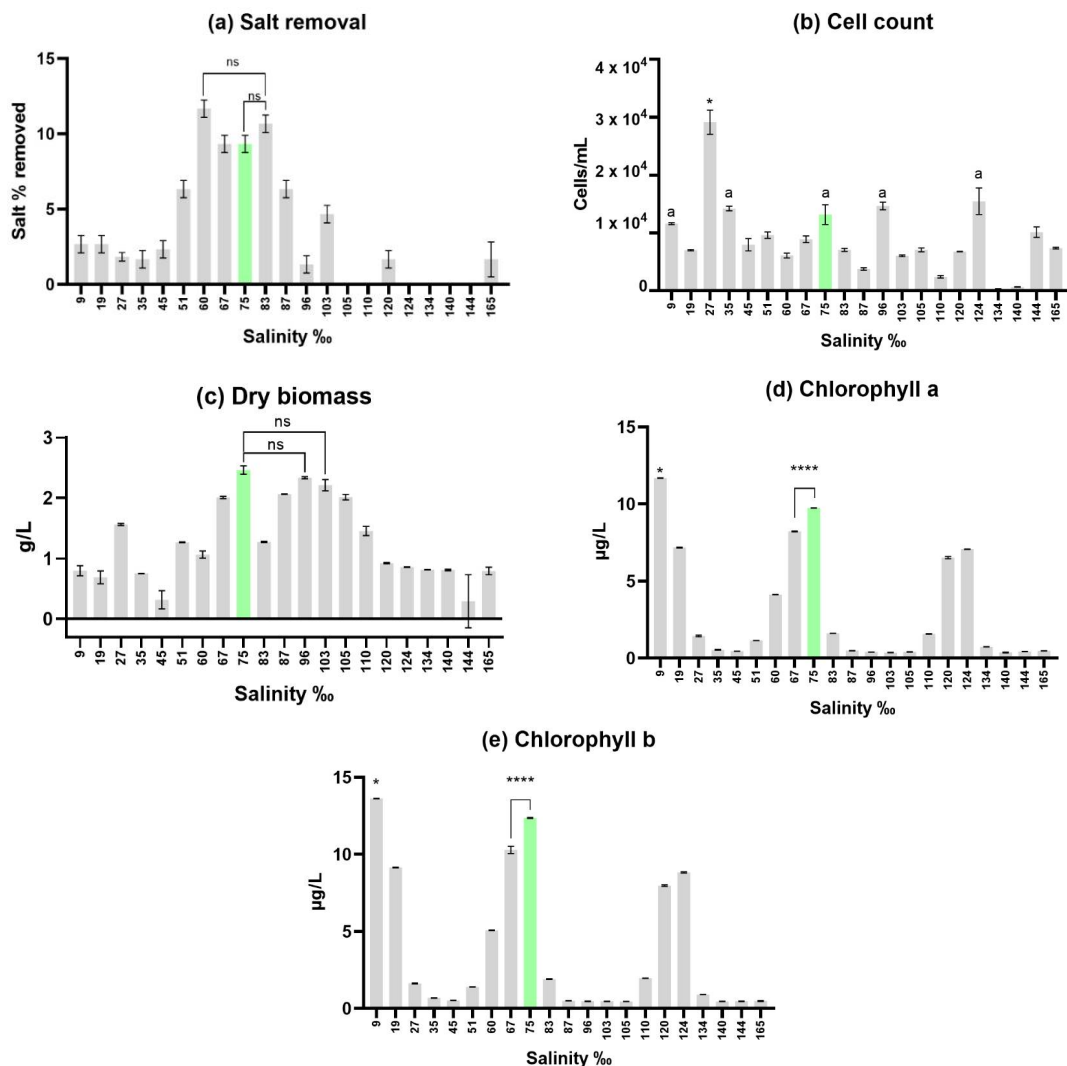 (a) Salt removal
Salt % removed
15
10
5
0
ns
ns
9 19 27 35 45 51 60 67 75 83 87 96 103 105 110 120 124 134 140 144 165
Salinity ‰
(b) Cell count
Cells/mL
4 x 10⁴
3 x 10⁴
2 x 10⁴
1 x 10⁴
0
a * a a a a
9 19 27 35 45 51 60 67 75 83 87 96 103 105 110 120 124 134 140 144 165
Salinity ‰
(c) Dry biomass
g/L
3
2
1
0
ns
ns
9 19 27 35 45 51 60 67 75 83 87 96 103 105 110 120 124 134 140 144 165
Salinity ‰
(d) Chlorophyll a
µg/L
15
10
5
0
* ****
9 19 27 35 45 51 60 67 75 83 87 96 103 105 110 120 124 134 140 144 165
Salinity ‰
(e) Chlorophyll b
µg/L
15
10
5
0
* ****
9 19 27 35 45 51 60 67 75 83 87 96 103 105 110 120 124 134 140 144 165
Salinity ‰